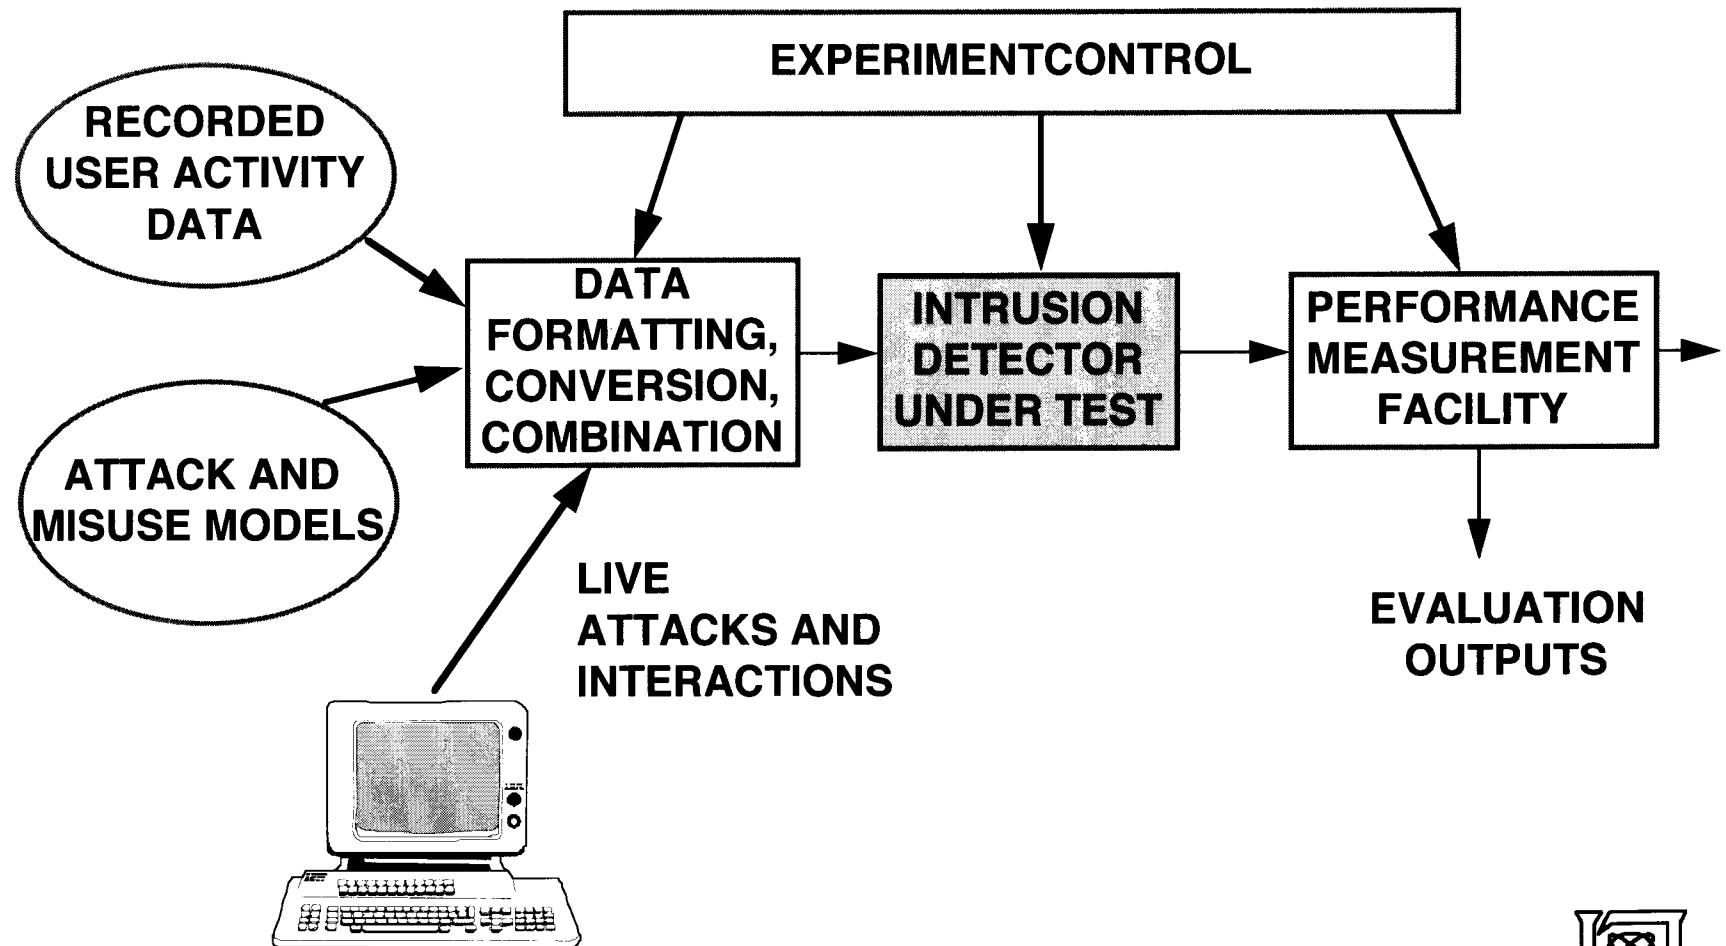 EXPERIMENTCONTROL
RECORDED
USER ACTIVITY
DATA
DATA
FORMATTING,
CONVERSION,
COMBINATION
INTRUSION
DETECTOR
UNDER TEST
PERFORMANCE
MEASUREMENT
FACILITY
ATTACK AND
MISUSE MODELS
LIVE
ATTACKS AND
INTERACTIONS
EVALUATION
OUTPUTS